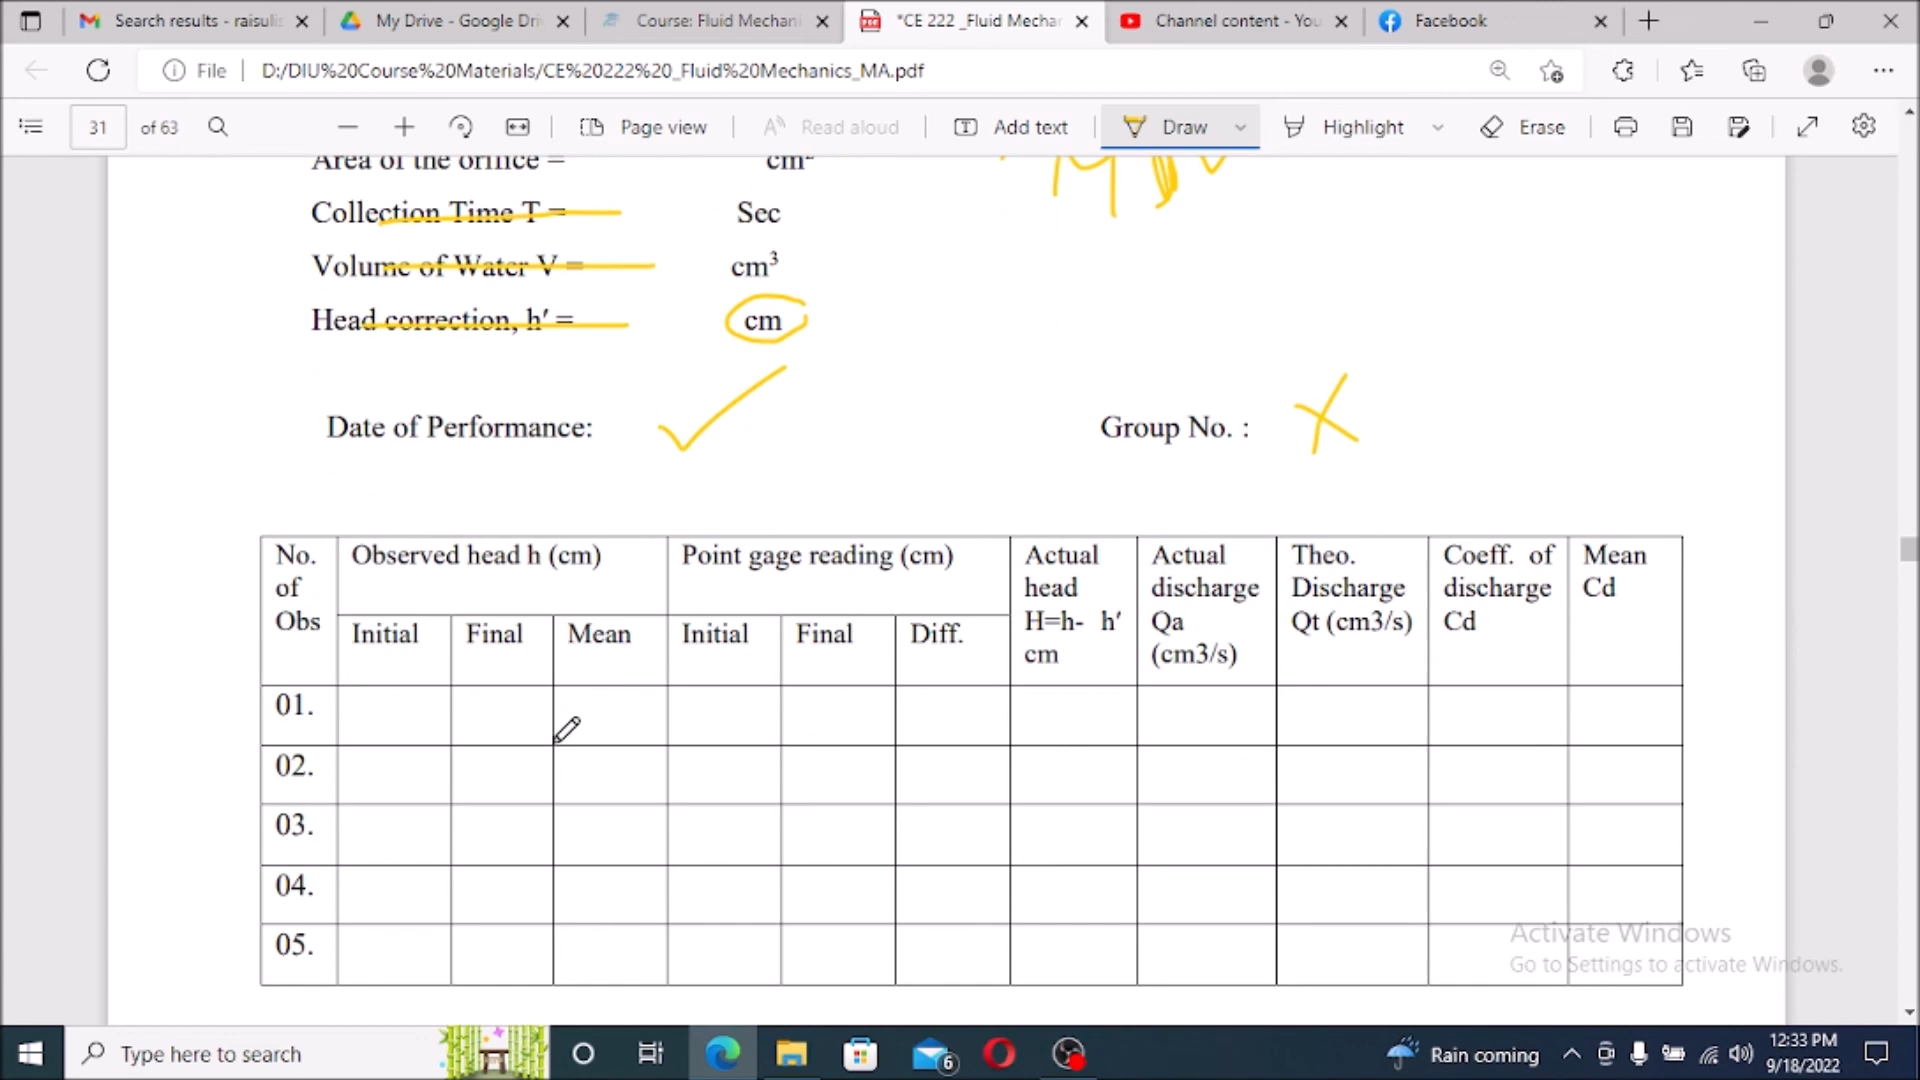 Search results - raisuli
My Drive - Google Dri
Course: Fluid Mechani
*CE 222 _Fluid Mechar
Channel content - You
Facebook
File
D:/DIU%20Course%20Materials/CE%20222%20_Fluid%20Mechanics_MA.pdf
31 of 63
Page view
Read aloud
Add text
Draw
Highlight
Erase
Area of the orifice = cm²
Collection Time T = Sec
Volume of Water V = cm³
Head correction, h′ = cm
Date of Performance: Group No. :
No. of Obs
Observed head h (cm)
Point gage reading (cm)
Actual head H=h- h′ cm
Actual discharge Qa (cm3/s)
Theo. Discharge Qt (cm3/s)
Coeff. of discharge Cd
Mean Cd
Initial Final Mean Initial Final Diff.
01.
02.
03.
04.
05.
Activate Windows
Go to Settings to activate Windows.
Type here to search
6
Rain coming
12:33 PM
9/18/2022